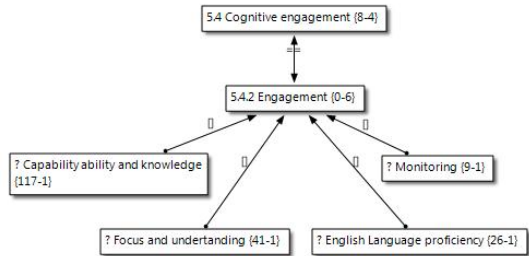 5.4 Cognitive engagement {8-4}
==
5.4.2 Engagement {0-6}
? Capability ability and knowledge
{117-1}
? Monitoring {9-1}
? Focus and undertanding {41-1}
? English Language proficiency {26-1}